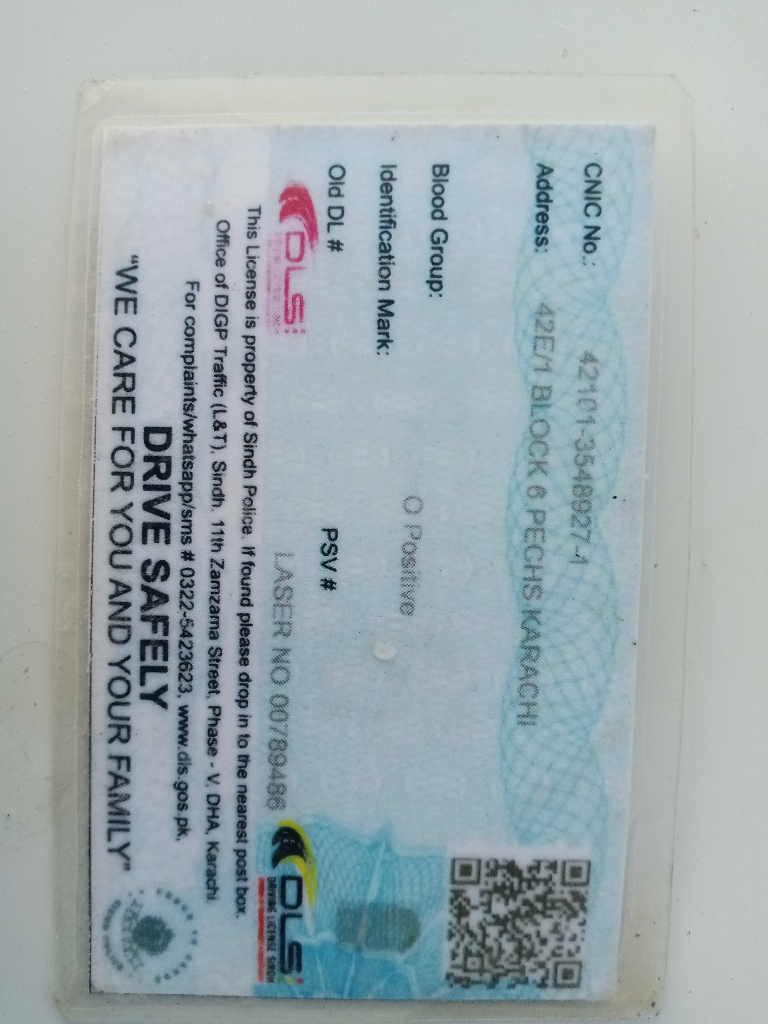 CNIC No.: 42101-3548927-1
Address: 42E/1 BLOCK 6 PECHS KARACHI
Blood Group: O Positive
Identification Mark:
Old DL # PSV #
LASER NO 00789486
DLS
DLS
DRIVING LICENSE SINDH
This License is property of Sindh Police. If found please drop in to the nearest post box.
Office of DIGP Traffic (L&T), Sindh, 11th Zamzama Street, Phase - V, DHA, Karachi
For complaints/whatsapp/sms # 0322-5423623, www.dls.gos.pk,
DRIVE SAFELY
"WE CARE FOR YOU AND YOUR FAMILY"